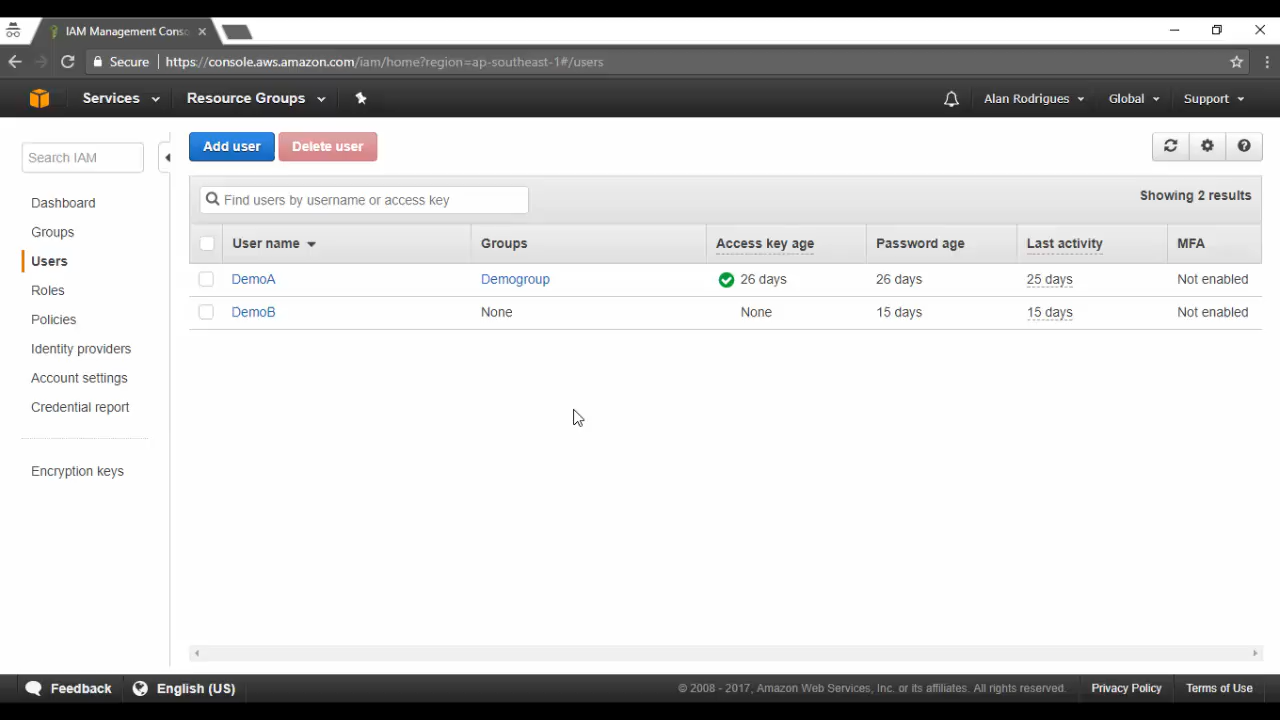 IAM Management Conso
Secure https://console.aws.amazon.com/iam/home?region=ap-southeast-1#/users
Services Resource Groups Alan Rodrigues Global Support
Search IAM
Dashboard
Groups
Users
Roles
Policies
Identity providers
Account settings
Credential report
Encryption keys
Add user Delete user
Find users by username or access key Showing 2 results
User name Groups Access key age Password age Last activity MFA
DemoA Demogroup 26 days 26 days 25 days Not enabled
DemoB None None 15 days 15 days Not enabled
Feedback English (US) © 2008 - 2017, Amazon Web Services, Inc. or its affiliates. All rights reserved. Privacy Policy Terms of Use